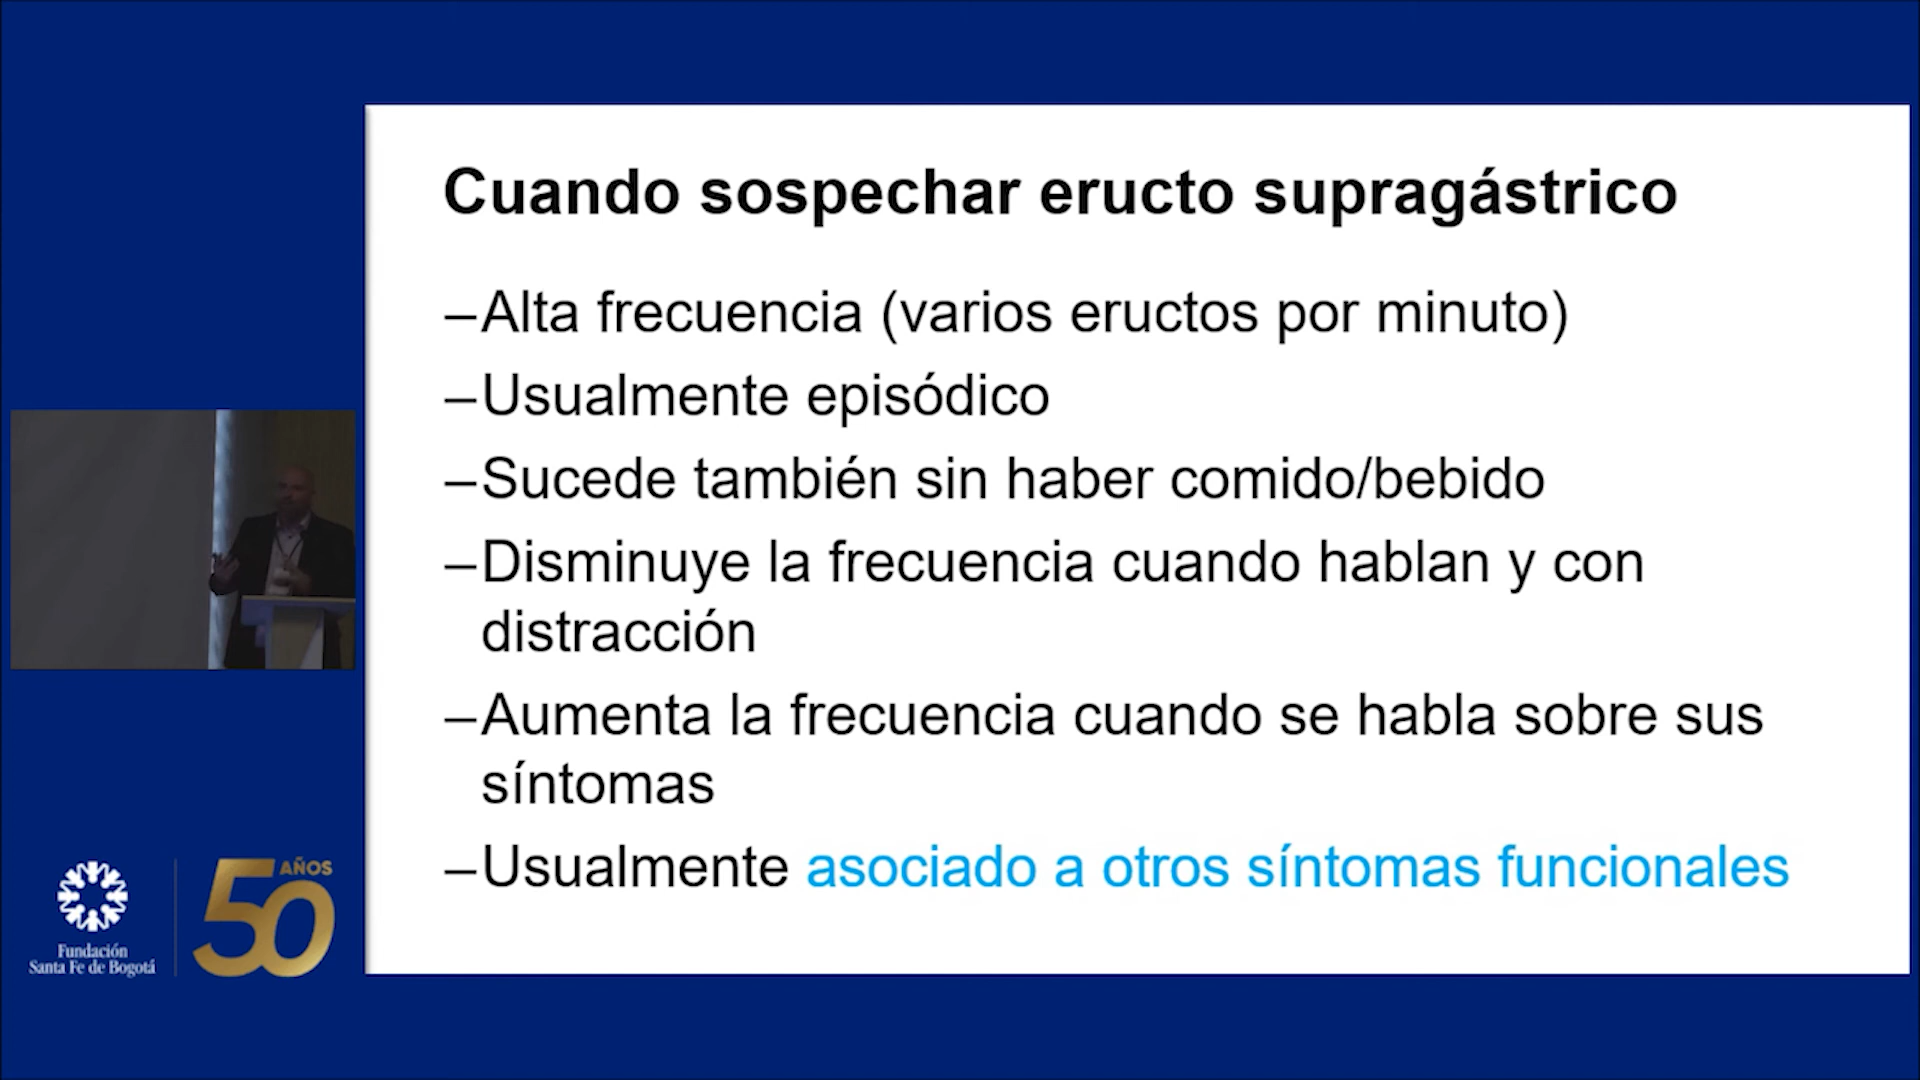 Cuando sospechar eructo supragástrico
–Alta frecuencia (varios eructos por minuto)
–Usualmente episódico
–Sucede también sin haber comido/bebido
–Disminuye la frecuencia cuando hablan y con
distracción
–Aumenta la frecuencia cuando se habla sobre sus
síntomas
–Usualmente asociado a otros síntomas funcionales
Fundación
Santa Fe de Bogotá
50 AÑOS